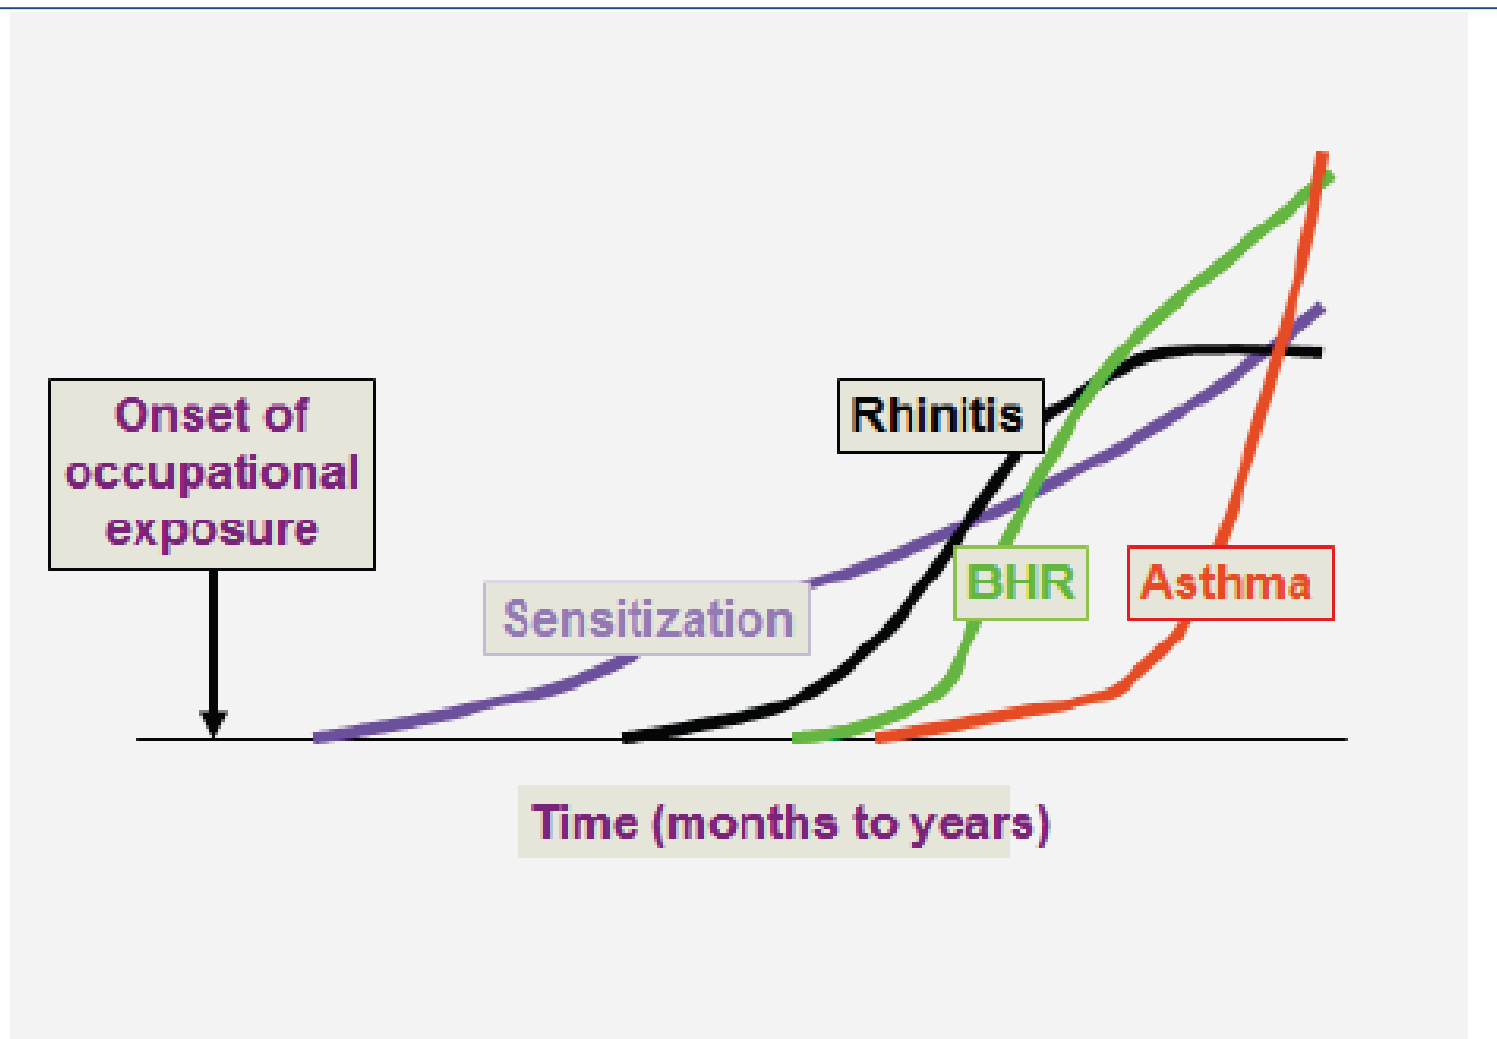 Onset of
occupational
exposure
Rhinitis
Sensitization
BHR
Asthma
Time (months to years)